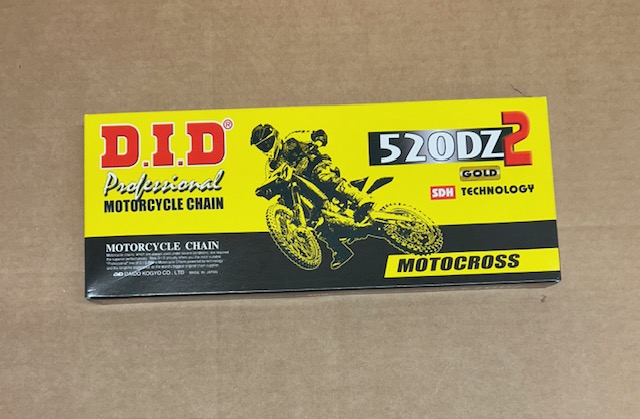 D.I.D®
Professional
MOTORCYCLE CHAIN
520DZ2
GOLD
SDH TECHNOLOGY
MOTOCROSS
MOTORCYCLE CHAIN
DAIDO KOGYO CO., LTD. MADE IN JAPAN